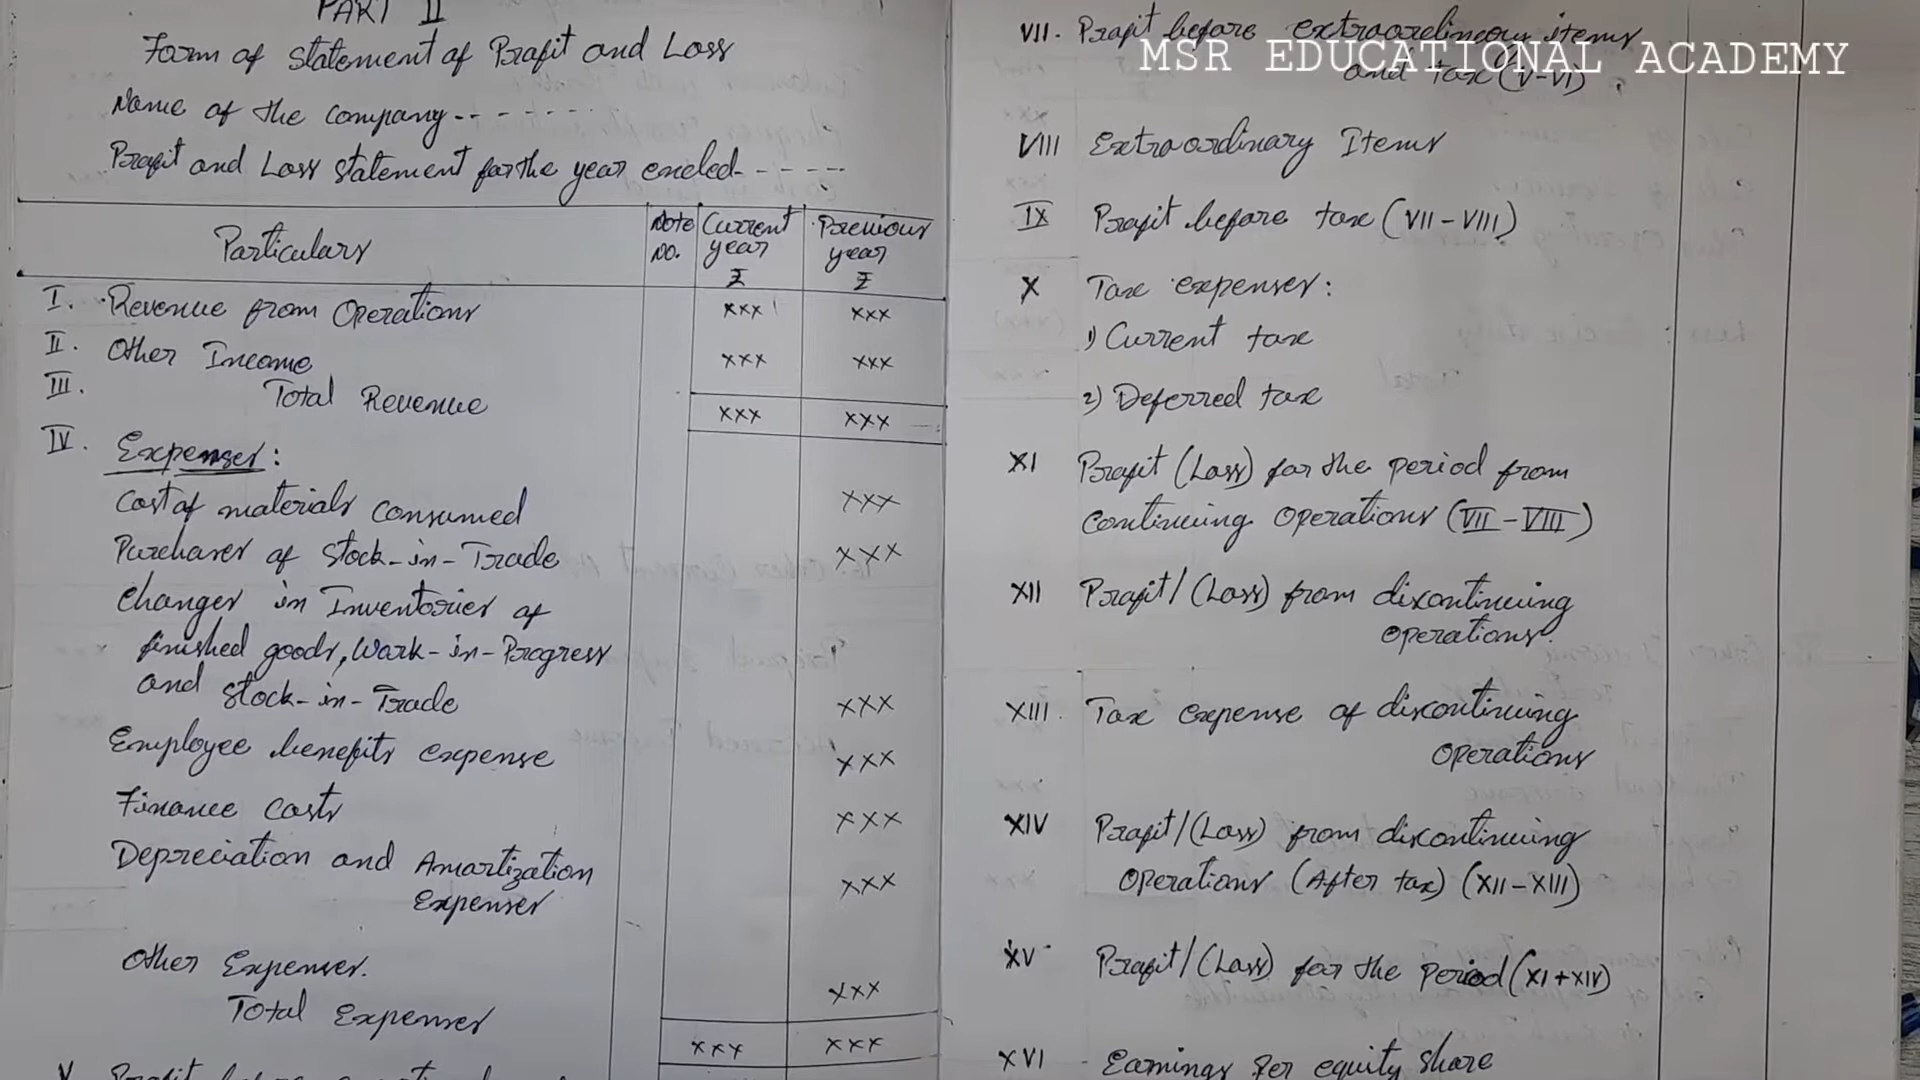 PART II
Form of Statement of Profit and Loss
Name of the Company
Profit and Loss Statement for the year ended
Particulars
Note No.
Current year ₹
Previous year ₹
I. Revenue from Operations xxx xxx
II. Other Income xxx xxx
III. Total Revenue xxx xxx
IV. Expenses:
Cost of materials consumed xxx
Purchases of Stock-in-Trade xxx
Changes in Inventories of
finished goods, Work-in-Progress
and Stock-in-Trade xxx
Employee benefits expense xxx
Finance Costs xxx
Depreciation and Amortization
Expenses xxx
Other Expenses. xxx
Total Expenses xxx xxx
V Profit before
MSR EDUCATIONAL ACADEMY
VII. Profit before extraordinary items
and tax (V-VI)
VIII Extraordinary Items
IX Profit before tax (VII-VIII)
X Tax expenses:
1) Current tax
2) Deferred tax
XI Profit (Loss) for the period from
Continuing Operations (VII-VIII)
XII Profit/(Loss) from discontinuing
Operations.
XIII. Tax expense of discontinuing
Operations
XIV Profit/(Loss) from discontinuing
Operations (After tax) (XII-XIII)
XV Profit/(Loss) for the Period (XI+XIV)
XVI Earnings Per equity share